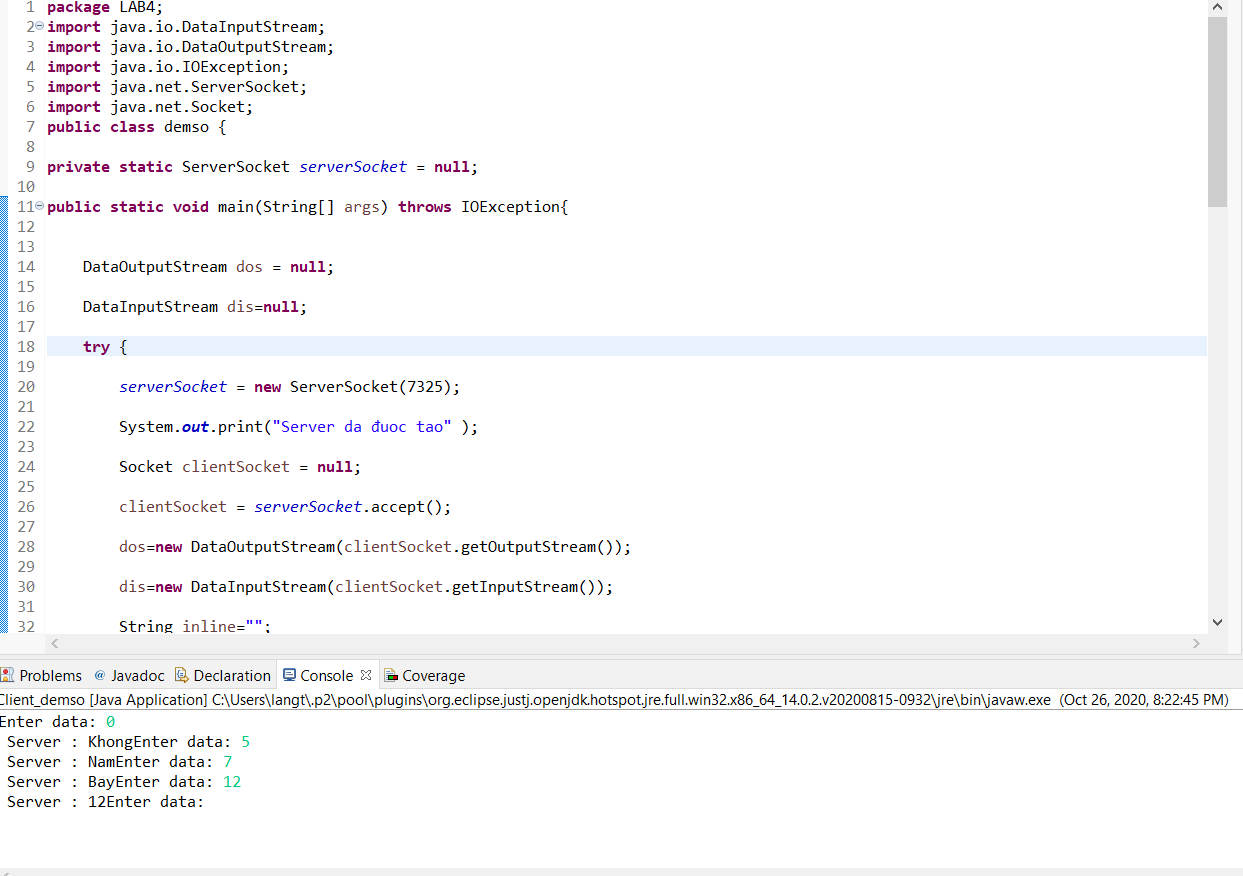 1 package LAB4;
2 import java.io.DataInputStream;
3 import java.io.DataOutputStream;
4 import java.io.IOException;
5 import java.net.ServerSocket;
6 import java.net.Socket;
7 public class demso {
8
9 private static ServerSocket serverSocket = null;
10
11 public static void main(String[] args) throws IOException{
12
13
14 DataOutputStream dos = null;
15
16 DataInputStream dis=null;
17
18 try {
19
20 serverSocket = new ServerSocket(7325);
21
22 System.out.print("Server da đuoc tao" );
23
24 Socket clientSocket = null;
25
26 clientSocket = serverSocket.accept();
27
28 dos=new DataOutputStream(clientSocket.getOutputStream());
29
30 dis=new DataInputStream(clientSocket.getInputStream());
31
32 String inline="";
Problems @ Javadoc Declaration Console Coverage
Client_demso [Java Application] C:\Users\langt\.p2\pool\plugins\org.eclipse.justj.openjdk.hotspot.jre.full.win32.x86_64_14.0.2.v20200815-0932\jre\bin\javaw.exe (Oct 26, 2020, 8:22:45 PM)
Enter data: 0
Server : KhongEnter data: 5
Server : NamEnter data: 7
Server : BayEnter data: 12
Server : 12Enter data: